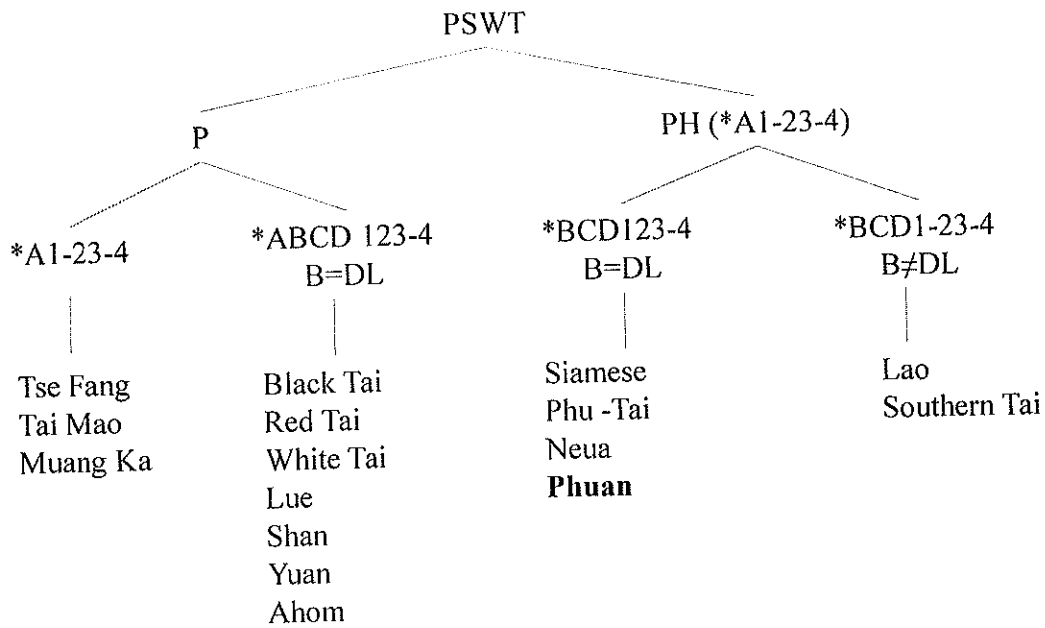 PSWT
P
PH (*A1-23-4)
*A1-23-4
*ABCD 123-4
B=DL
*BCD123-4
B=DL
*BCD1-23-4
B≠DL
Tse Fang
Tai Mao
Muang Ka
Black Tai
Red Tai
White Tai
Lue
Shan
Yuan
Ahom
Siamese
Phu -Tai
Neua
Phuan
Lao
Southern Tai